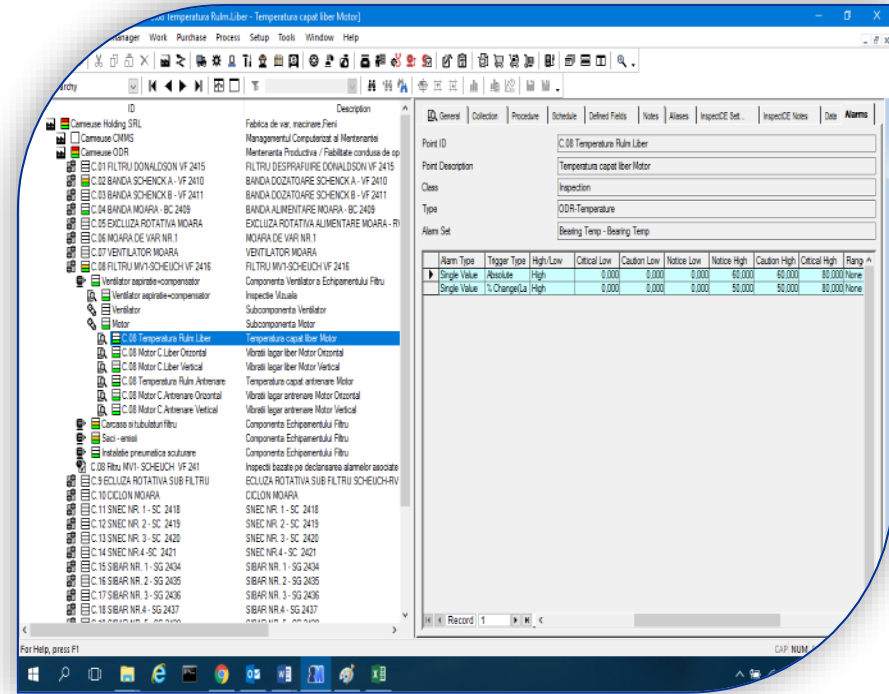 Temperatura Rulm.Liber - Temperatura capat liber Motor]
Manager Work Purchase Process Setup Tools Window Help
ID Description
Carmeuse Holding SRL Fabrica de var, macinare,Fieni
Carmeuse CMMS Managementul Computerizat al Mentenantei
Carmeuse ODR Mentenanta Productiva / Fiabilitate condusa de op
C.01 FILTRU DONALDSON VF 2415 FILTRU DESPRAFUIRE DONALDSON VF 2415
C.02 BANDA SCHENCK A - VF 2410 BANDA DOZATOARE SCHENCK A - VF 2410
C.03 BANDA SCHENCK B - VF 2411 BANDA DOZATOARE SCHENCK B - VF 2411
C.04 BANDA MOARA - BC 2409 BANDA ALIMENTARE MOARA - BC 2409
C.05 EXCLUZA ROTATIVA MOARA EXCLUZA ROTATIVA ALIMENTARE MOARA - R
C.06 MOARA DE VAR NR.1 MOARA DE VAR NR.1
C.07 VENTILATOR MOARA VENTILATOR MOARA
C.08 FILTRU MV1-SCHEUCH VF 2416 FILTRU MV1-SCHEUCH VF 2416
Ventilator aspiratie+compensator Componenta Ventilator a Echipamentului Filtru
Ventilator aspiratie+compensator Inspectie Vizuala
Ventilator Subcomponenta Ventilator
Motor Subcomponenta Motor
C.08 Temperatura Rulm.Liber Temperatura capat liber Motor
C.08 Motor C.Liber Orizontal Vibratii lagar liber Motor Orizontal
C.08 Motor C.Liber Vertical Vibratii lagar liber Motor Vertical
C.08 Temperatura Rulm.Antrenare Temperatura capat antrenare Motor
C.08 Motor C.Antrenare Orizontal Vibratii lagar antrenare Motor Orizontal
C.08 Motor C.Antrenare Vertical Vibratii lagar antrenare Motor Vertical
Carcasa si tubulaturi filtru Componenta Echipamentului Filtru
Saci - emisii Componenta Echipamentului Filtru
Instalatie pneumatica scuturare Componenta Echipamentului Filtru
C.08 Filtru MV1- SCHEUCH VF 241 Inspectii bazate pe declansarea alarmelor asociate
C.9 ECLUZA ROTATIVA SUB FILTRU ECLUZA ROTATIVA SUB FILTRU SCHEUCH-RV
C.10 CICLON MOARA CICLON MOARA
C.11 SNEC NR. 1 - SC 2418 SNEC NR. 1 - SC 2418
C.12 SNEC NR. 2 - SC 2419 SNEC NR. 2 - SC 2419
C.13 SNEC NR. 3 - SC 2420 SNEC NR. 3 - SC 2420
C.14 SNEC NR.4 -SC 2421 SNEC NR.4 - SC 2421
C.15 SIBAR NR. 1 - SG 2434 SIBAR NR. 1 - SG 2434
C.16 SIBAR NR. 2 - SG 2435 SIBAR NR. 2 - SG 2435
C.17 SIBAR NR. 3 - SG 2436 SIBAR NR. 3 - SG 2436
C.18 SIBAR NR.4 - SG 2437 SIBAR NR.4 - SG 2437
General Collection Procedure Schedule Defined Fields Notes Aliases InspectCE Sett... InspectCE Notes Data Alarms
Point ID C.08 Temperatura Rulm.Liber
Point Description Temperatura capat liber Motor
Class Inspection
Type ODR-Temperature
Alarm Set Bearing Temp - Bearing Temp
Alarm Type Trigger Type High/Low Critical Low Caution Low Notice Low Notice High Caution High Critical High Rang
Single Value Absolute High 0,000 0,000 0,000 60,000 60,000 80,000 None
Single Value % Change(La High 0,000 0,000 0,000 50,000 50,000 80,000 None
Record 1
For Help, press F1
CAP NUM